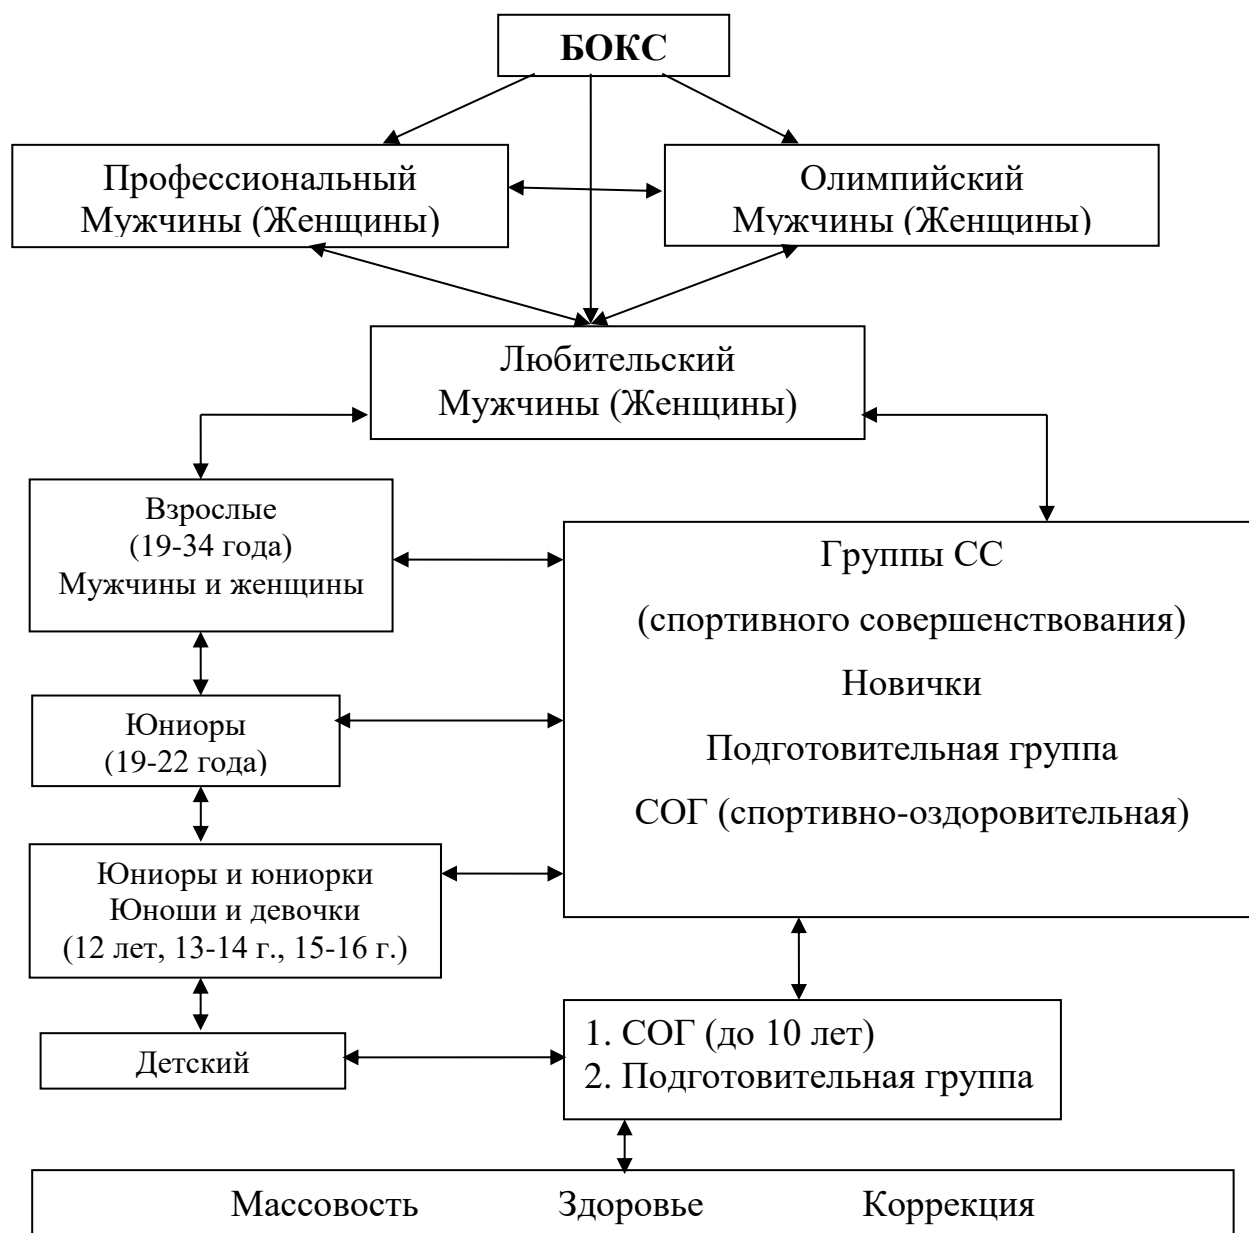 БОКС
Профессиональный
Мужчины (Женщины)
Олимпийский
Мужчины (Женщины)
Любительский
Мужчины (Женщины)
Взрослые
(19-34 года)
Мужчины и женщины
Группы СС
(спортивного совершенствования)
Новички
Подготовительная группа
СОГ (спортивно-оздоровительная)
Юниоры
(19-22 года)
Юниоры и юниорки
Юноши и девочки
(12 лет, 13-14 г., 15-16 г.)
Детский
1. СОГ (до 10 лет)
2. Подготовительная группа
Массовость Здоровье Коррекция